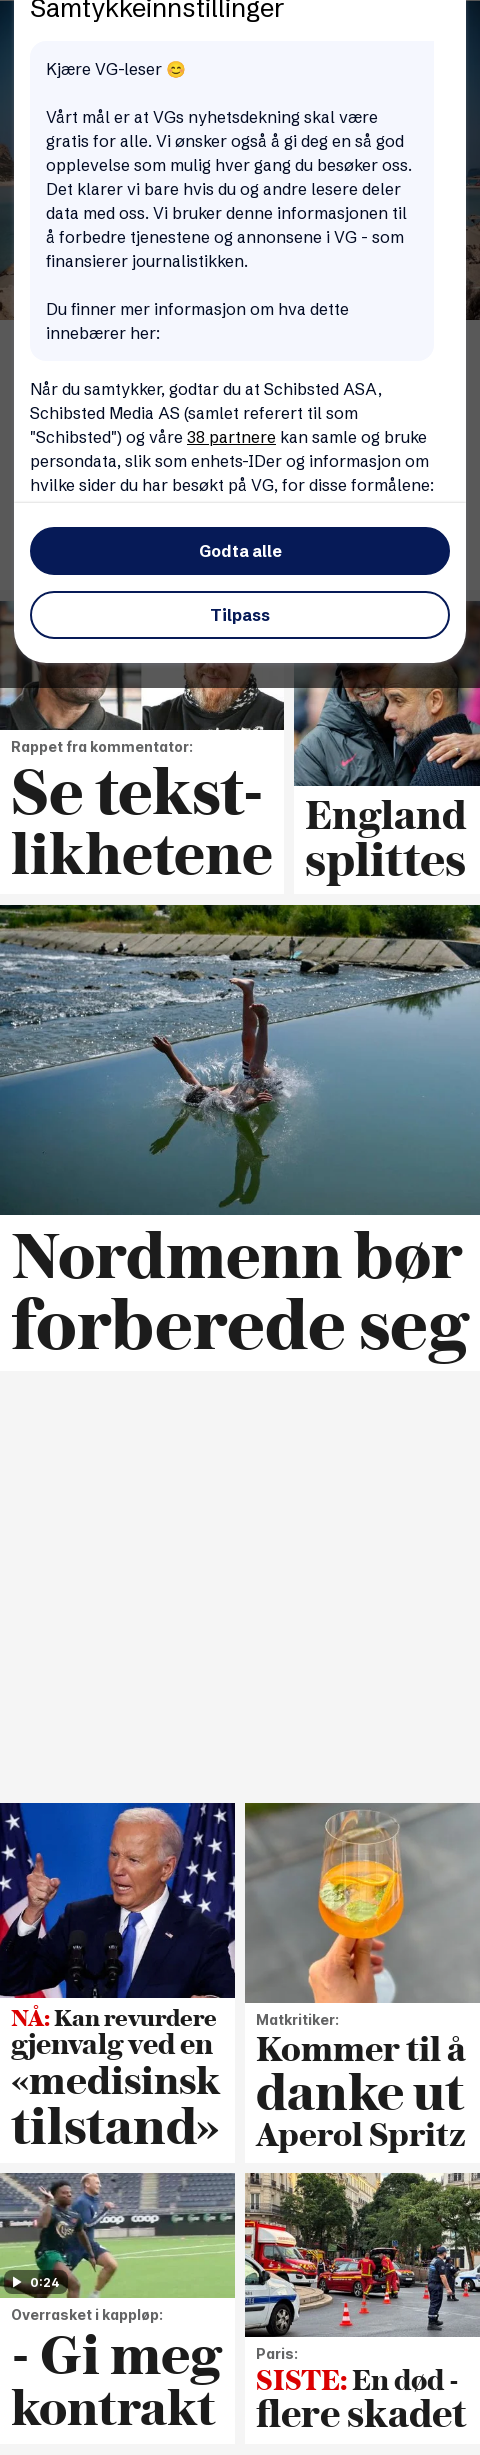 Samtykkeinnstillinger
Kjære VG-leser 😊
Vårt mål er at VGs nyhetsdekning skal være
gratis for alle. Vi ønsker også å gi deg en så god
opplevelse som mulig hver gang du besøker oss.
Det klarer vi bare hvis du og andre lesere deler
data med oss. Vi bruker denne informasjonen til
å forbedre tjenestene og annonsene i VG - som
finansierer journalistikken.
Du finner mer informasjon om hva dette
innebærer her:
Når du samtykker, godtar du at Schibsted ASA,
Schibsted Media AS (samlet referert til som
"Schibsted") og våre 38 partnere kan samle og bruke
persondata, slik som enhets-IDer og informasjon om
hvilke sider du har besøkt på VG, for disse formålene:
Godta alle
Tilpass
Rappet fra kommentator:
Se tekst-
likhetene
England
splittes
Nordmenn bør
forberede seg
NÅ: Kan revurdere
gjenvalg ved en
«medisinsk
tilstand»
Matkritiker:
Kommer til å
danke ut
Aperol Spritz
coop
coop
0:24
Overrasket i kappløp:
- Gi meg
kontrakt
Paris:
SISTE: En død -
flere skadet